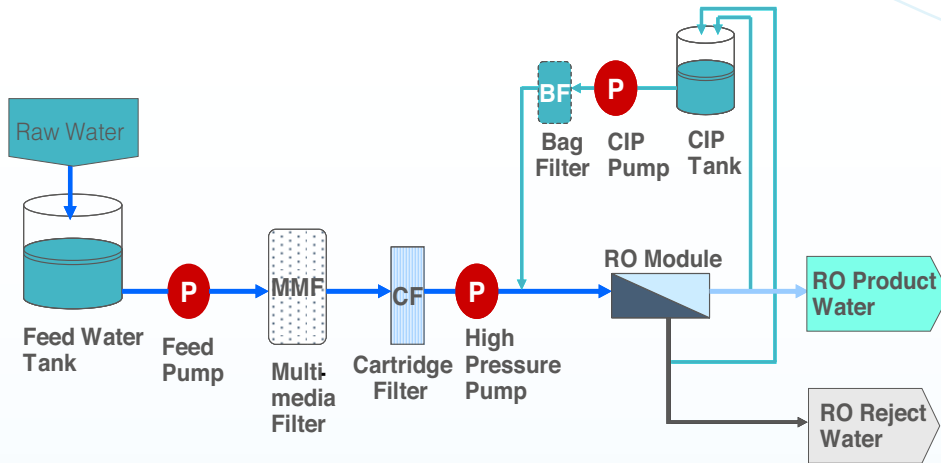 BF
P
Bag
Filter
CIP
Pump
CIP
Tank
Raw Water
RO Module
P
MMF
CF
P
RO Product
Water
Feed Water
Tank
Feed
Pump
Multi-
media
Filter
Cartridge
Filter
High
Pressure
Pump
RO Reject
Water